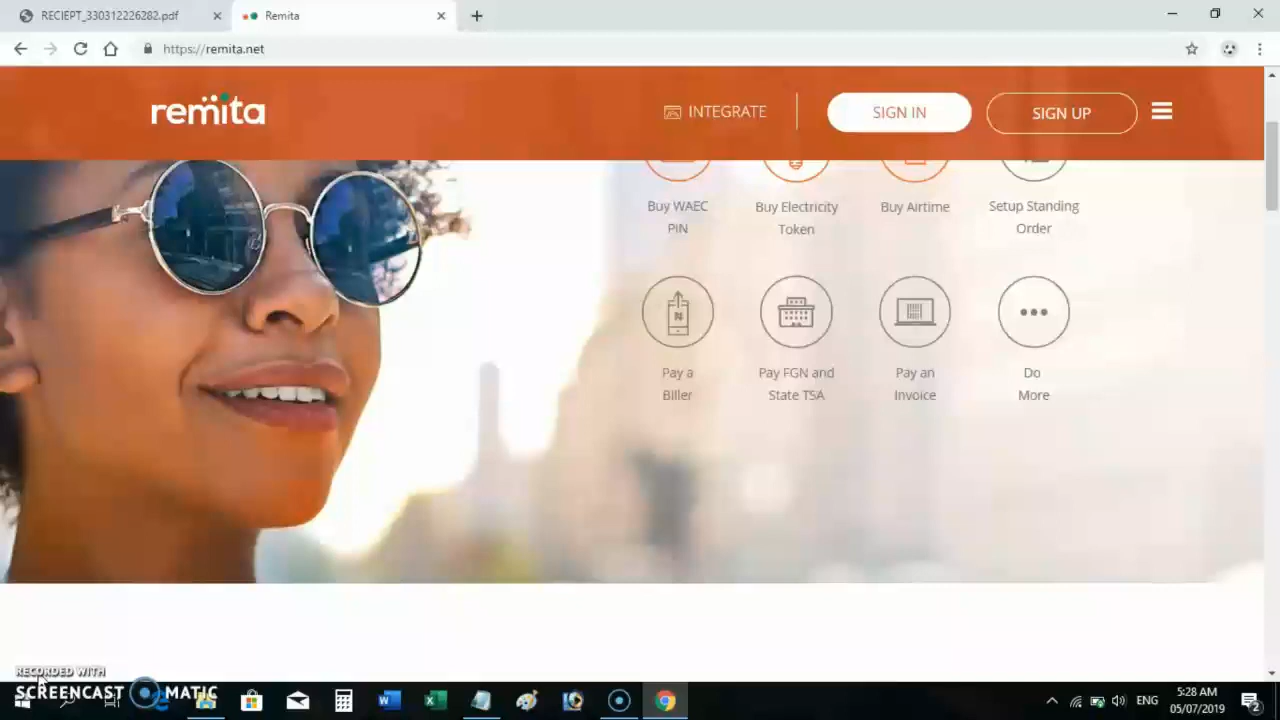 RECIEPT_330312226282.pdf
Remita
https://remita.net
remita
INTEGRATE
SIGN IN
SIGN UP
Buy WAEC
PIN
Buy Electricity
Token
Buy Airtime
Setup Standing
Order
Pay a
Biller
Pay FGN and
State TSA
Pay an
Invoice
Do
More
RECORDED WITH
SCREENCAST MATIC
ENG
5:28 AM
05/07/2019
2